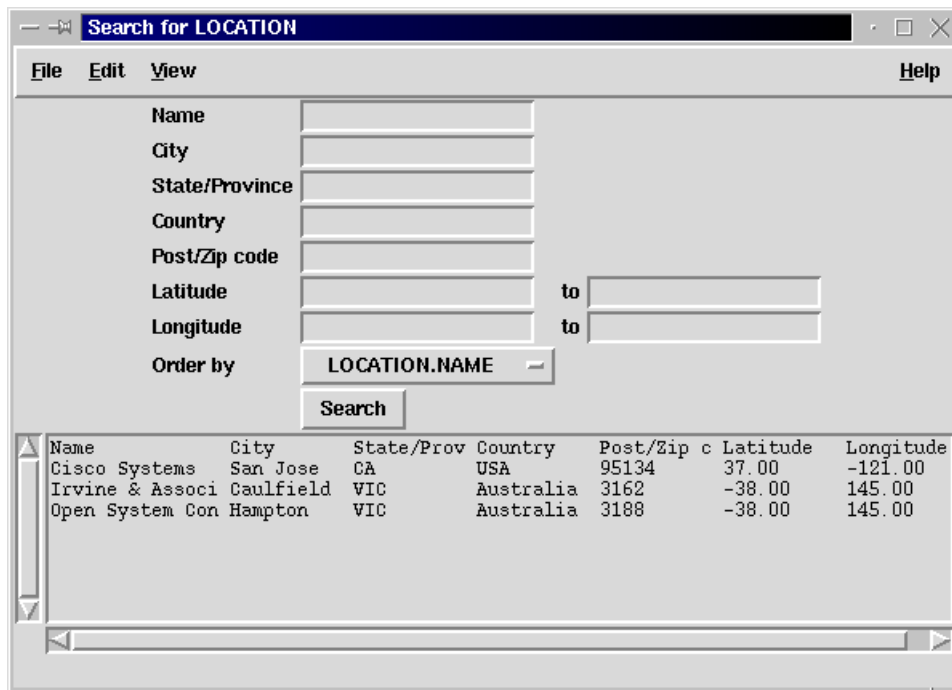 Search for LOCATION
File Edit View Help
Name
City
State/Province
Country
Post/Zip code
Latitude to
Longitude to
Order by LOCATION.NAME
Search
Name City State/Prov Country Post/Zip c Latitude Longitude
Cisco Systems San Jose CA USA 95134 37.00 -121.00
Irvine & Associ Caulfield VIC Australia 3162 -38.00 145.00
Open System Con Hampton VIC Australia 3188 -38.00 145.00